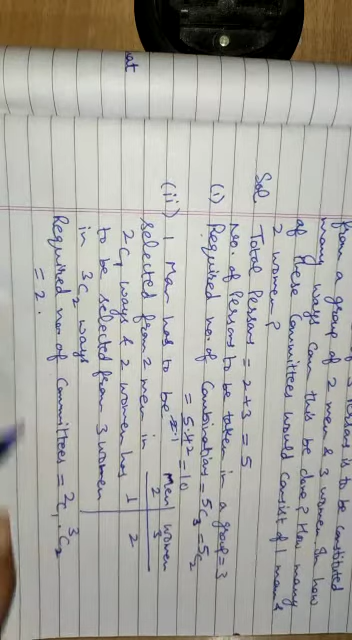 of 3 Persons is to be constituted
from a group of 2 men & 3 women In how
many ways can this be done? How many
of these Committees would consist of 1 man &
2 women?
Sol Total Persons = 2+3 = 5
No. of Persons to be taken in a group = 3
(i) Required no. of Combinations = 5C3 = 5C2
= 5.4/2.1 = 10
(ii) 1 Man has to be
selected from 2 men in
2C1 ways & 2 women has
to be selected from 3 women
in 3C2 ways
Men | women
2 | 3
1 | 2
Required no. of Committees = 2C1 . 3C2
= 2.